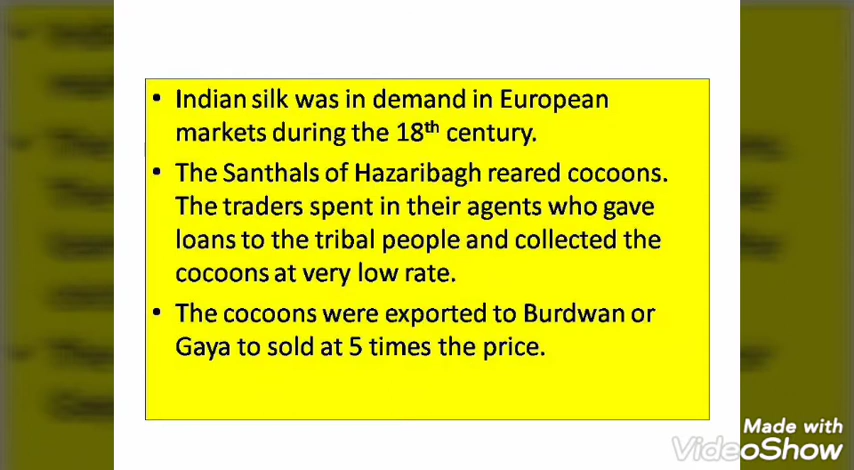 • Indian silk was in demand in European
markets during the 18th century.
• The Santhals of Hazaribagh reared cocoons.
The traders spent in their agents who gave
loans to the tribal people and collected the
cocoons at very low rate.
• The cocoons were exported to Burdwan or
Gaya to sold at 5 times the price.
Made with
VideoShow